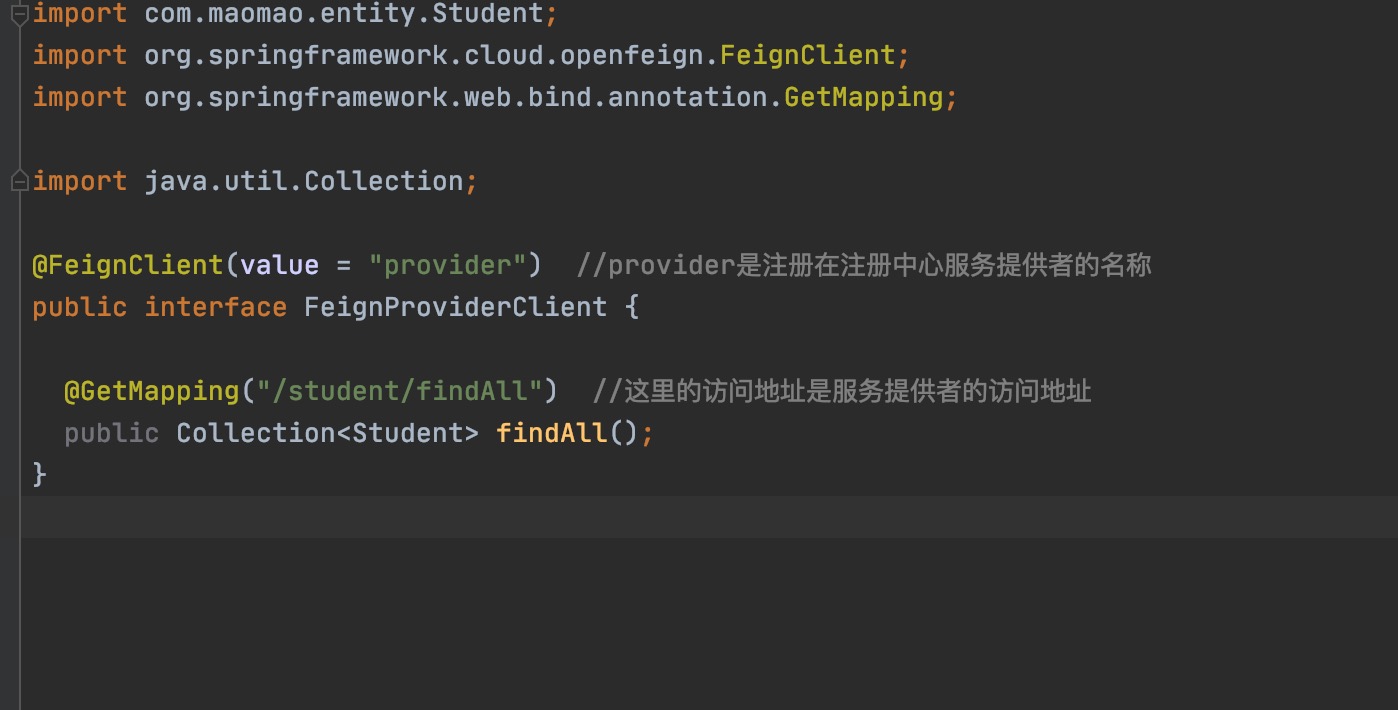 import com.maomao.entity.Student;
import org.springframework.cloud.openfeign.FeignClient;
import org.springframework.web.bind.annotation.GetMapping;
import java.util.Collection;
@FeignClient(value = "provider")  //provider是注册在注册中心服务提供者的名称
public interface FeignProviderClient {
@GetMapping("/student/findAll")  //这里的访问地址是服务提供者的访问地址
public Collection<Student> findAll();
}